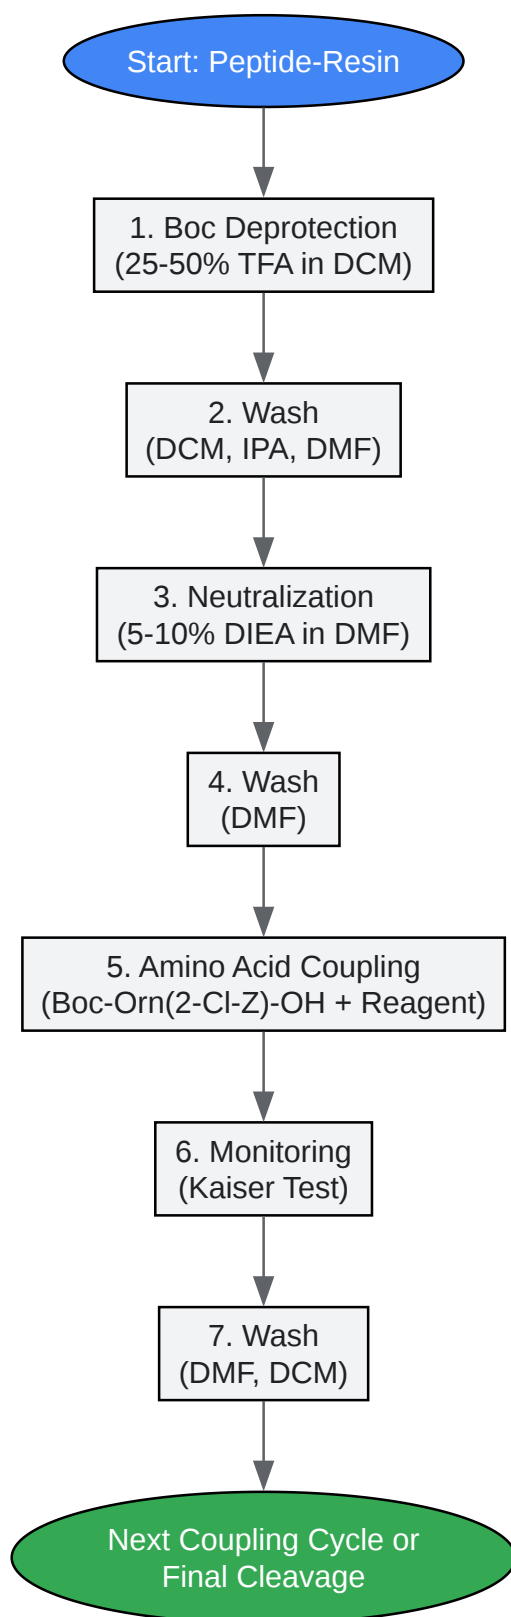 Start: Peptide-Resin
1. Boc Deprotection
(25-50% TFA in DCM)
2. Wash
(DCM, IPA, DMF)
3. Neutralization
(5-10% DIEA in DMF)
4. Wash
(DMF)
5. Amino Acid Coupling
(Boc-Orn(2-Cl-Z)-OH + Reagent)
6. Monitoring
(Kaiser Test)
7. Wash
(DMF, DCM)
Next Coupling Cycle or
Final Cleavage